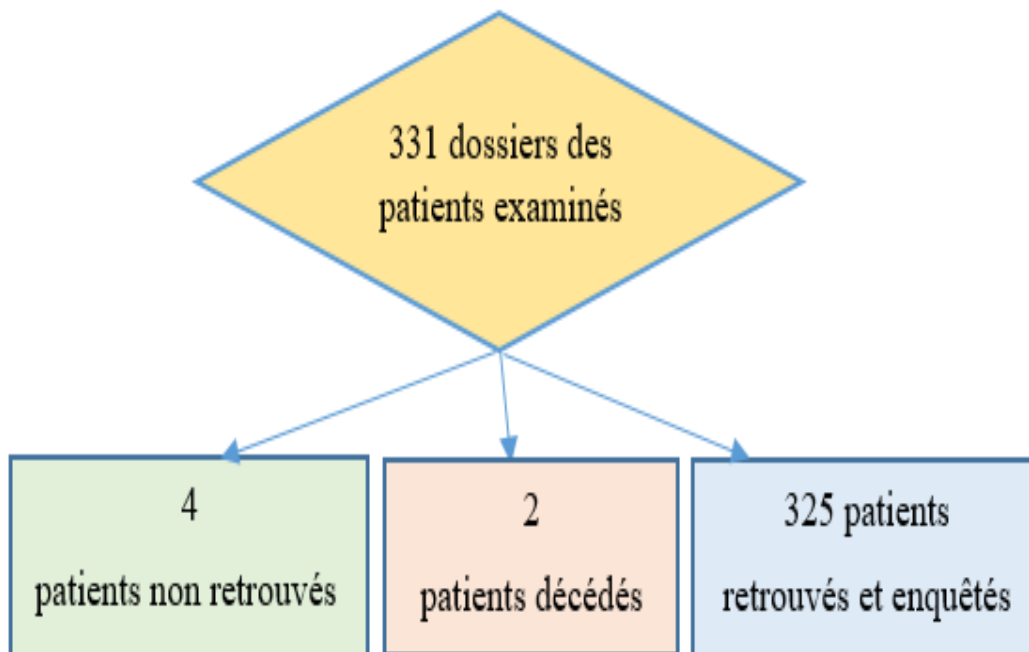 331 dossiers des
patients examinés
4
patients non retrouvés
2
patients décédés
325 patients
retrouvés et enquêtés